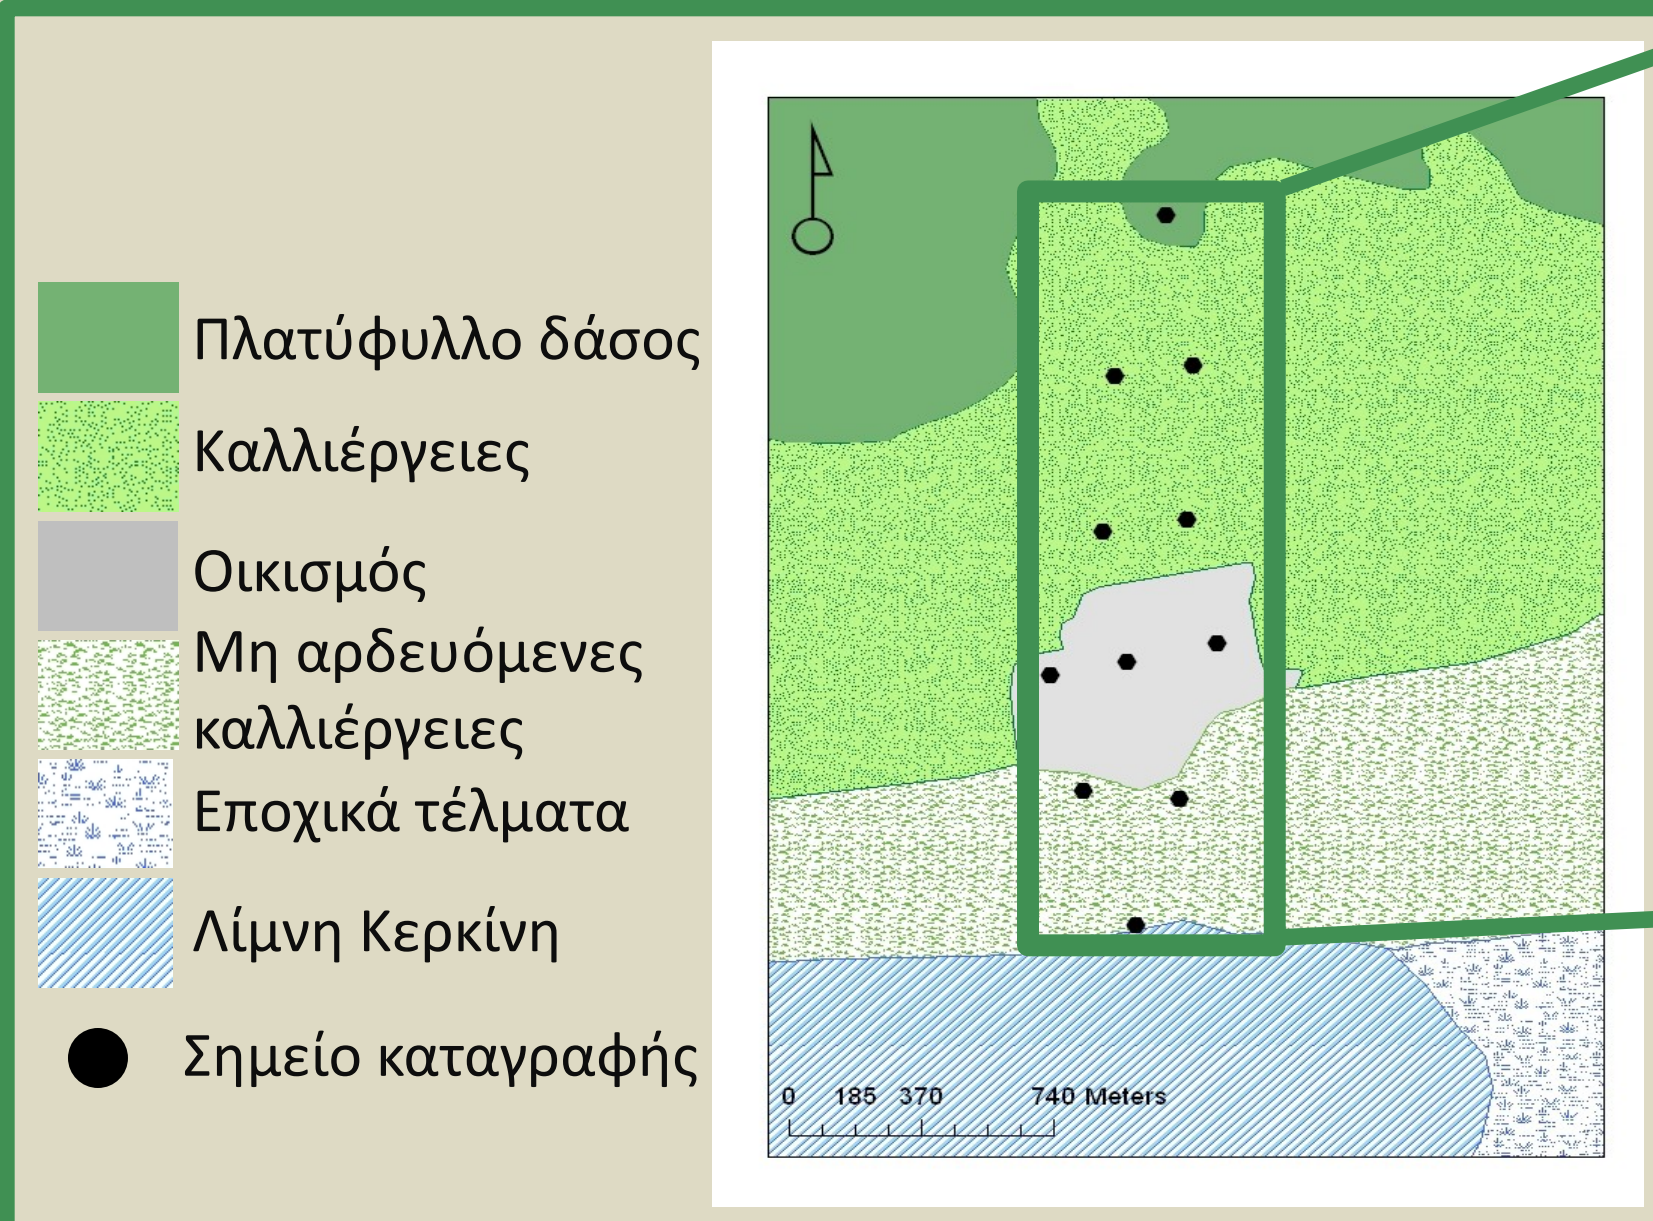 Πλατύφυλλο δάσος
Καλλιέργειες
Οικισμός
Μη αρδευόμενες
καλλιέργειες
Εποχικά τέλματα
Λίμνη Κερκίνη
Σημείο καταγραφής
0 185 370 740 Meters